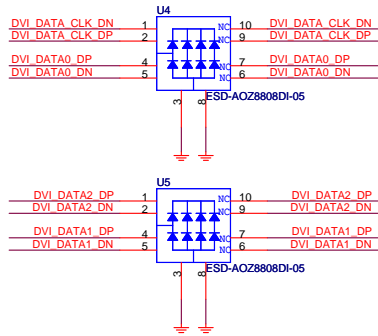 U4
DVI_DATA_CLK_DN 1 NC 10 DVI_DATA_CLK_DN
DVI_DATA_CLK_DP 2 NC 9 DVI_DATA_CLK_DP
DVI_DATA0_DP 4 NC 7 DVI_DATA0_DP
DVI_DATA0_DN 5 NC 6 DVI_DATA0_DN
3 8 ESD-AOZ8808DI-05
U5
DVI_DATA2_DP 1 NC 10 DVI_DATA2_DP
DVI_DATA2_DN 2 NC 9 DVI_DATA2_DN
DVI_DATA1_DP 4 NC 7 DVI_DATA1_DP
DVI_DATA1_DN 5 NC 6 DVI_DATA1_DN
3 8 ESD-AOZ8808DI-05